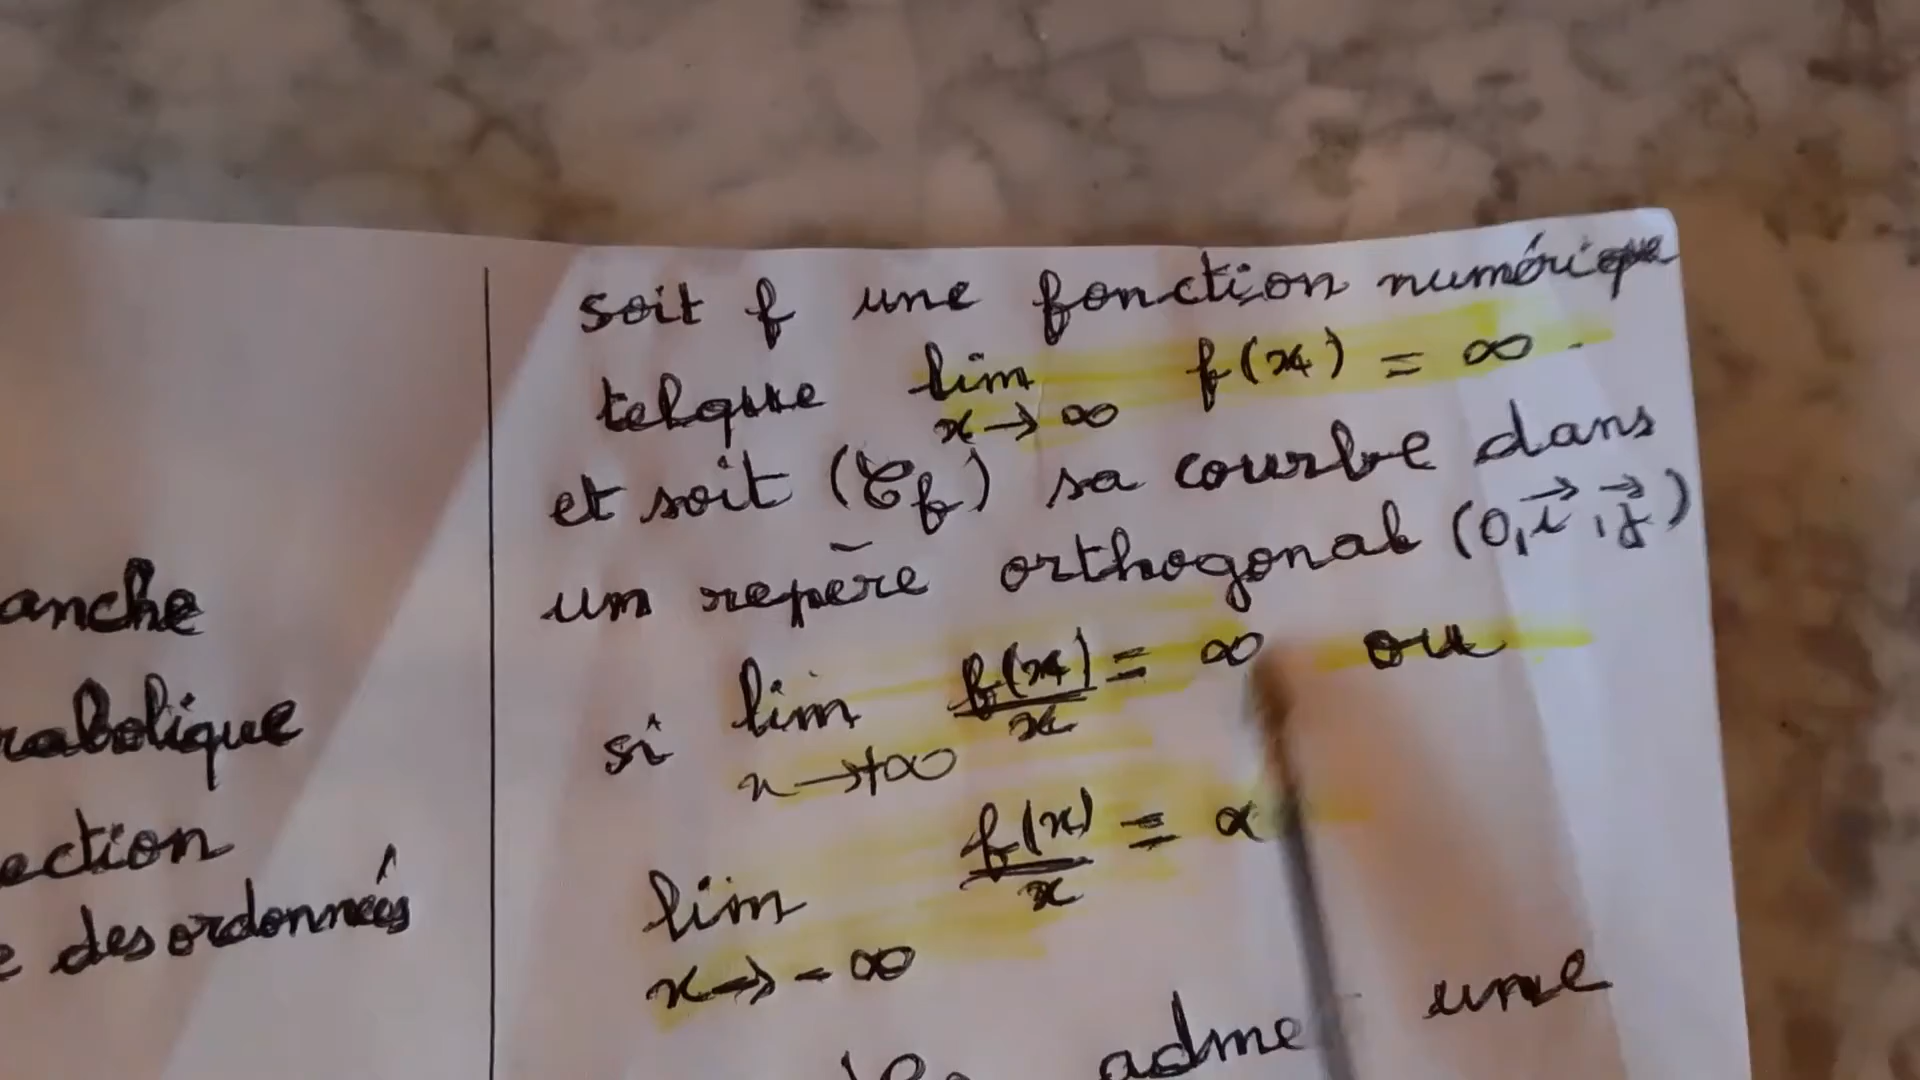 anche
rabolique
ection
e des ordonnées
soit f une fonction numérique
telque lim f(x) = ∞.
x→∞
et soit (Cf) sa courbe dans
un repère orthogonal (O,i,j)
si lim f(x)/x = ∞ ou
x→+∞
lim f(x)/x = ∞
x→-∞
une